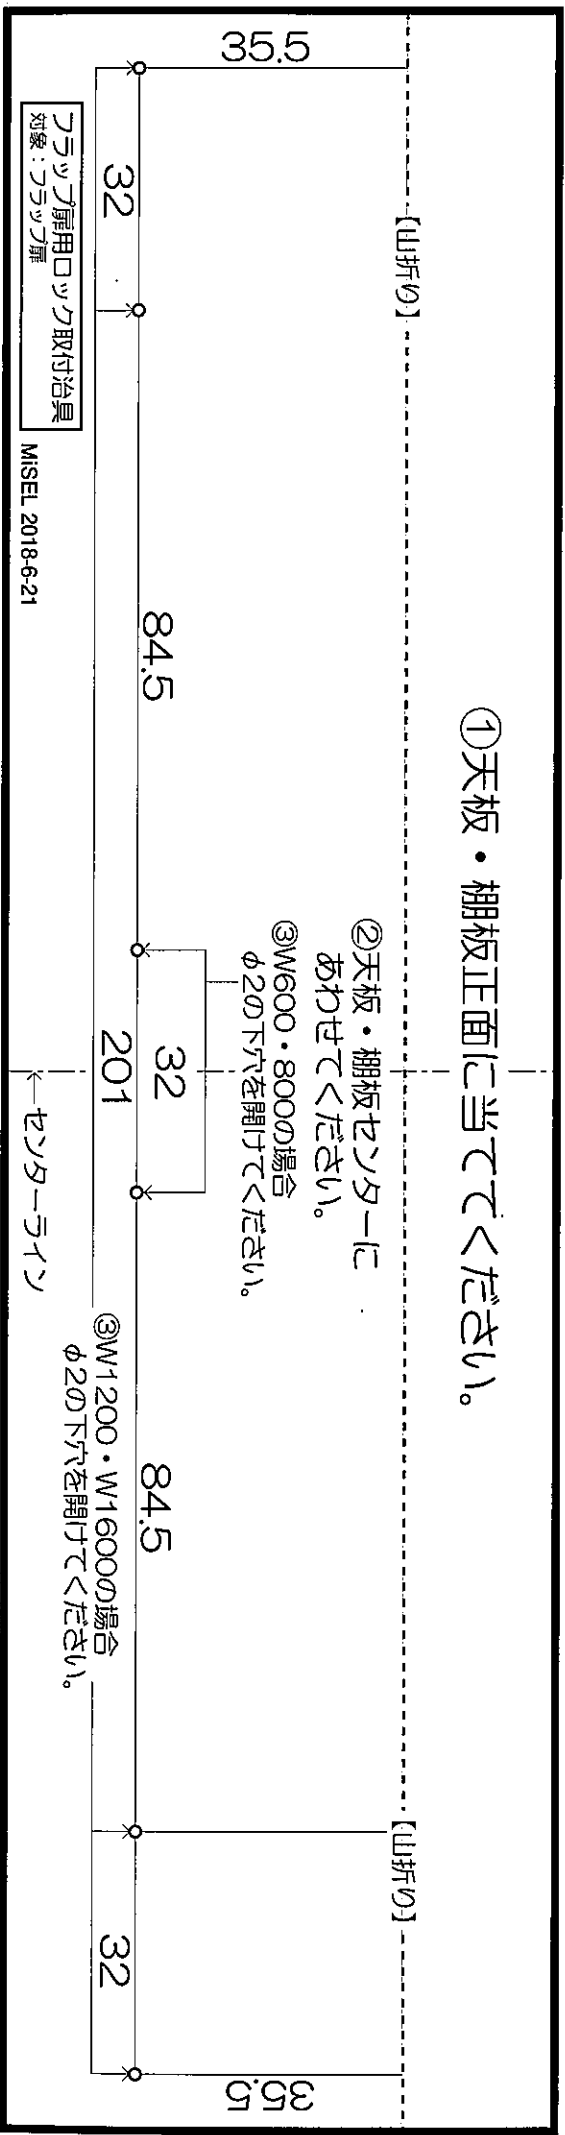 ①天板・棚板正面に当ててください。
【山折り】
【山折り】
②天板・棚板センターに
あわせてください。
③W600・800の場合
φ2の下穴を開けてください。
35.5
35.5
32
84.5
32
201
84.5
32
③W1200・W1600の場合
φ2の下穴を開けてください。
フラップ扉用ロック取付治具
対象：フラップ扉
MiSEL 2018-6-21
←センターライン